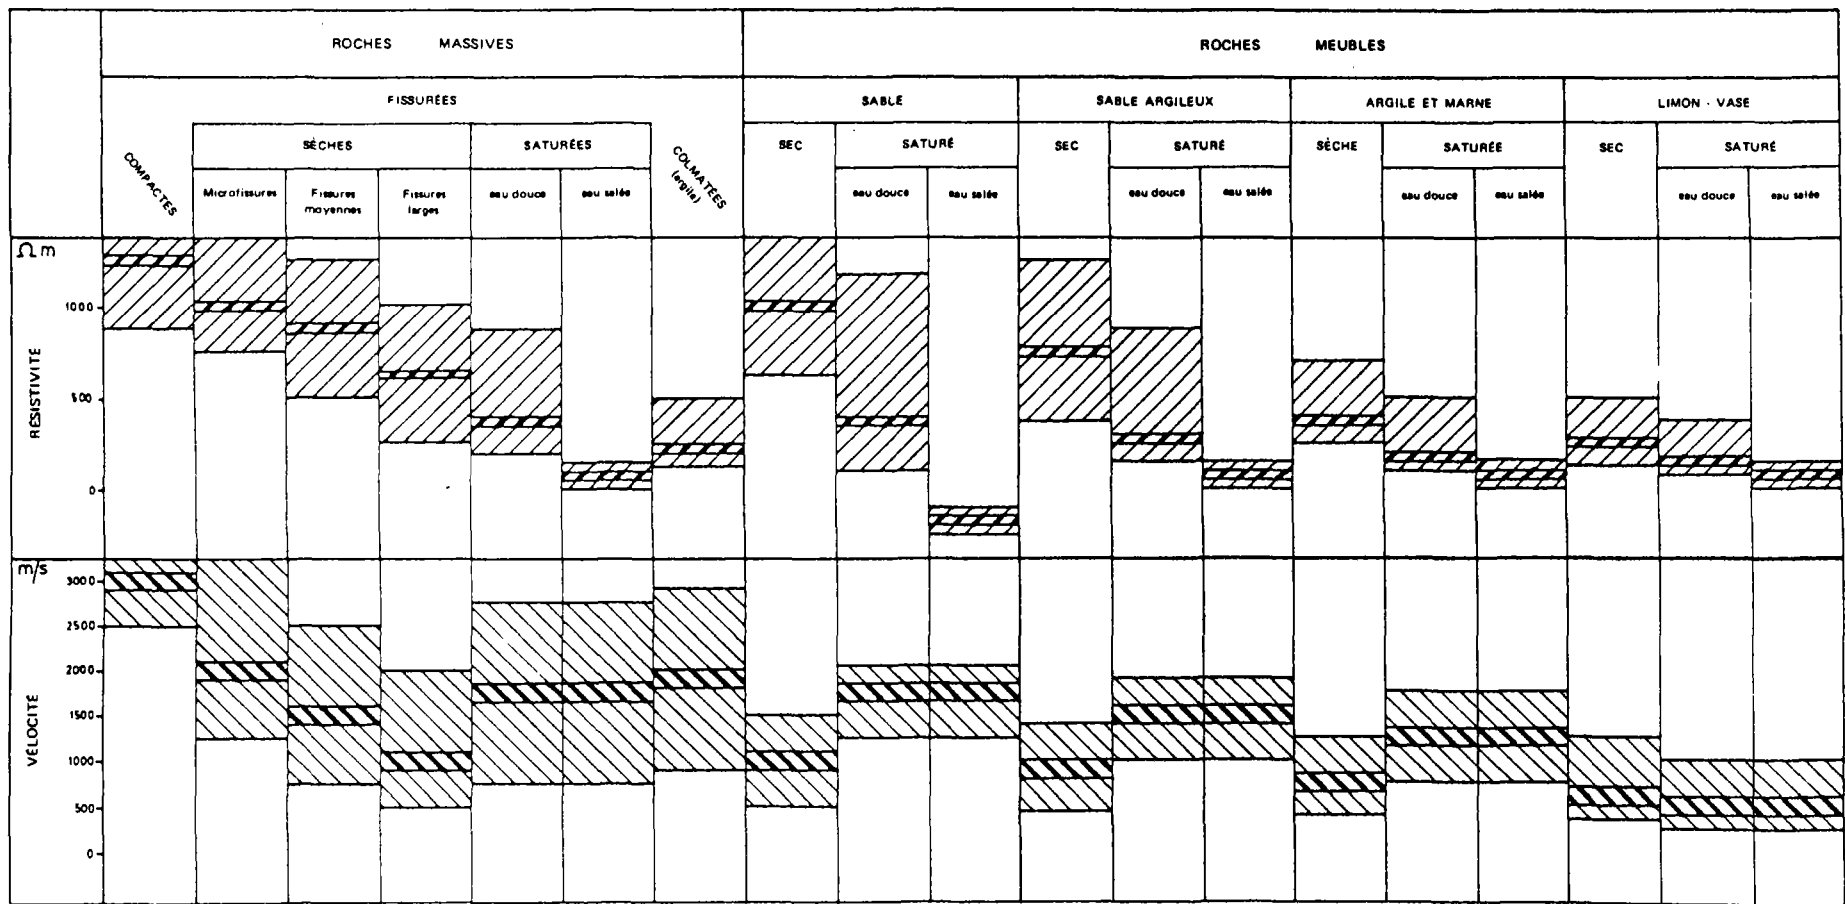 ROCHES MASSIVES
ROCHES MEUBLES
FISSURÉES
SABLE
SABLE ARGILEUX
ARGILE ET MARNE
LIMON - VASE
COMPACTES
SÈCHES
SATURÉES
COLMATÉES
(argile)
SEC
SATURÉ
SEC
SATURÉ
SÈCHE
SATURÉE
SEC
SATURÉ
Microfissures
Fissures
moyennes
Fissures
larges
eau douce
eau salée
eau douce
eau salée
eau douce
eau salée
eau douce
eau salée
eau douce
eau salée
Ωm
1000
500
0
RÉSISTIVITÉ
m/s
3000
2500
2000
1500
1000
500
0
VÉLOCITÉ